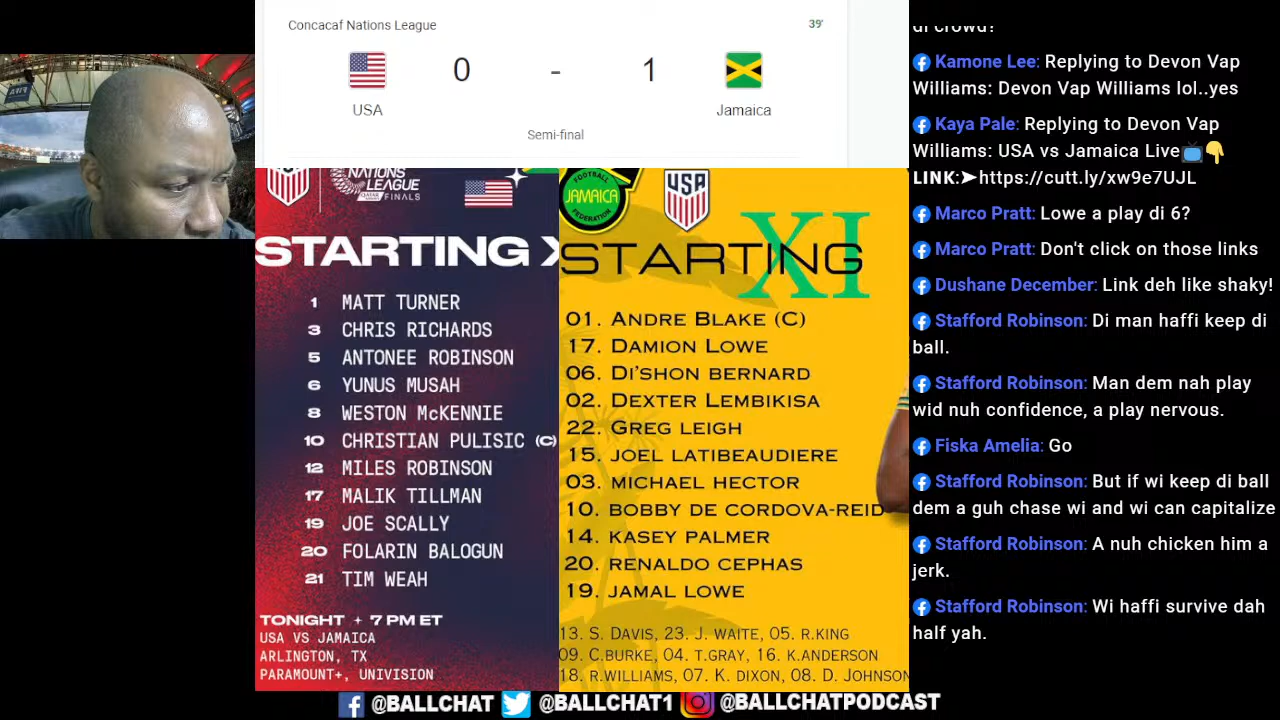 Concacaf Nations League
39'
0 - 1
USA
Jamaica
Semi-final
NATIONS
LEAGUE
FINALS
STARTING X
1 MATT TURNER
3 CHRIS RICHARDS
5 ANTONEE ROBINSON
6 YUNUS MUSAH
8 WESTON McKENNIE
10 CHRISTIAN PULISIC (C)
12 MILES ROBINSON
17 MALIK TILLMAN
19 JOE SCALLY
20 FOLARIN BALOGUN
21 TIM WEAH
TONIGHT + 7 PM ET
USA VS JAMAICA
ARLINGTON, TX
PARAMOUNT+, UNIVISION
FOOTBALL
JAMAICA
FEDERATION
USA
STARTING XI
01. ANDRE BLAKE (C)
17. DAMION LOWE
06. DI'SHON BERNARD
02. DEXTER LEMBIKISA
22. GREG LEIGH
15. JOEL LATIBEAUDIERE
03. MICHAEL HECTOR
10. BOBBY DE CORDOVA-REID
14. KASEY PALMER
20. RENALDO CEPHAS
19. JAMAL LOWE
13. S. DAVIS, 23. J. WAITE, 05. R.KING
09. C.BURKE, 04. T.GRAY, 16. K.ANDERSON
18. R.WILLIAMS, 07. K. DIXON, 08. D. JOHNSON
di crowd?
Kamone Lee: Replying to Devon Vap
Williams: Devon Vap Williams lol..yes
Kaya Pale: Replying to Devon Vap
Williams: USA vs Jamaica Live📺👇
𝗟𝗜𝗡𝗞:➤https://cutt.ly/xw9e7UJL
Marco Pratt: Lowe a play di 6?
Marco Pratt: Don't click on those links
Dushane December: Link deh like shaky!
Stafford Robinson: Di man haffi keep di
ball.
Stafford Robinson: Man dem nah play
wid nuh confidence, a play nervous.
Fiska Amelia: Go
Stafford Robinson: But if wi keep di ball
dem a guh chase wi and wi can capitalize
Stafford Robinson: A nuh chicken him a
jerk.
Stafford Robinson: Wi haffi survive dah
half yah.
@BALLCHAT @BALLCHAT1 @BALLCHATPODCAST